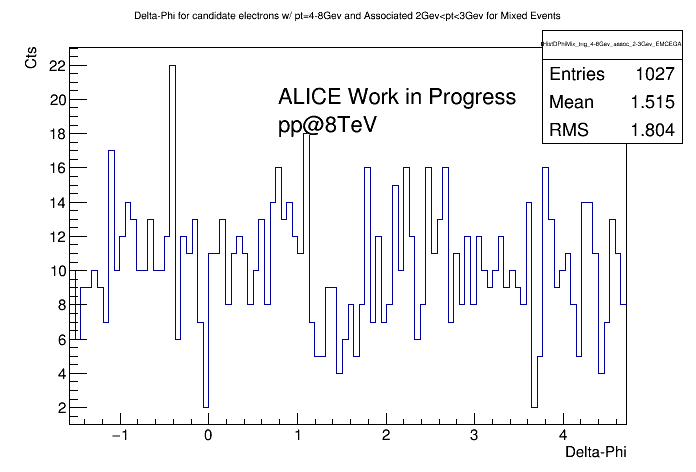 Delta-Phi for candidate electrons w/ pt=4-8Gev and Associated 2Gev<pt<3Gev for Mixed Events
Cts
Entries 1027
Mean 1.515
RMS 1.804
ALICE Work in Progress
pp@8TeV
22
20
18
16
14
12
10
8
6
4
2
−1 0 1 2 3 4
Delta-Phi